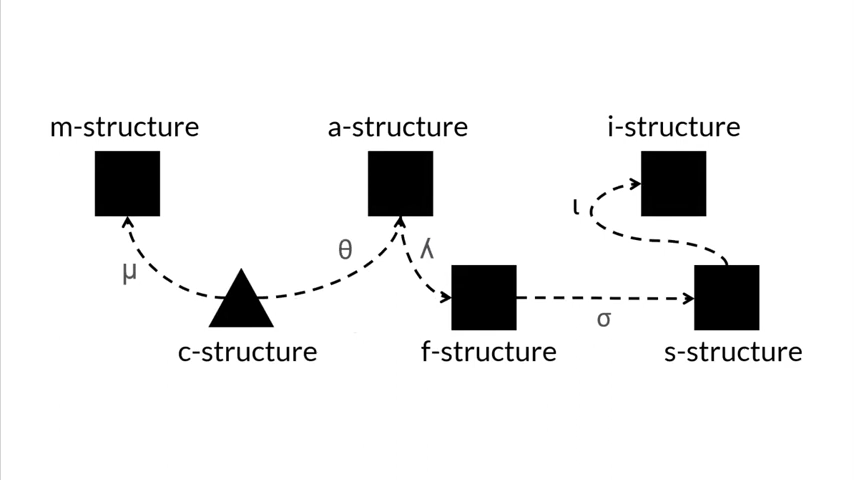 m-structure
a-structure
i-structure
ι
θ
λ
μ
σ
c-structure
f-structure
s-structure